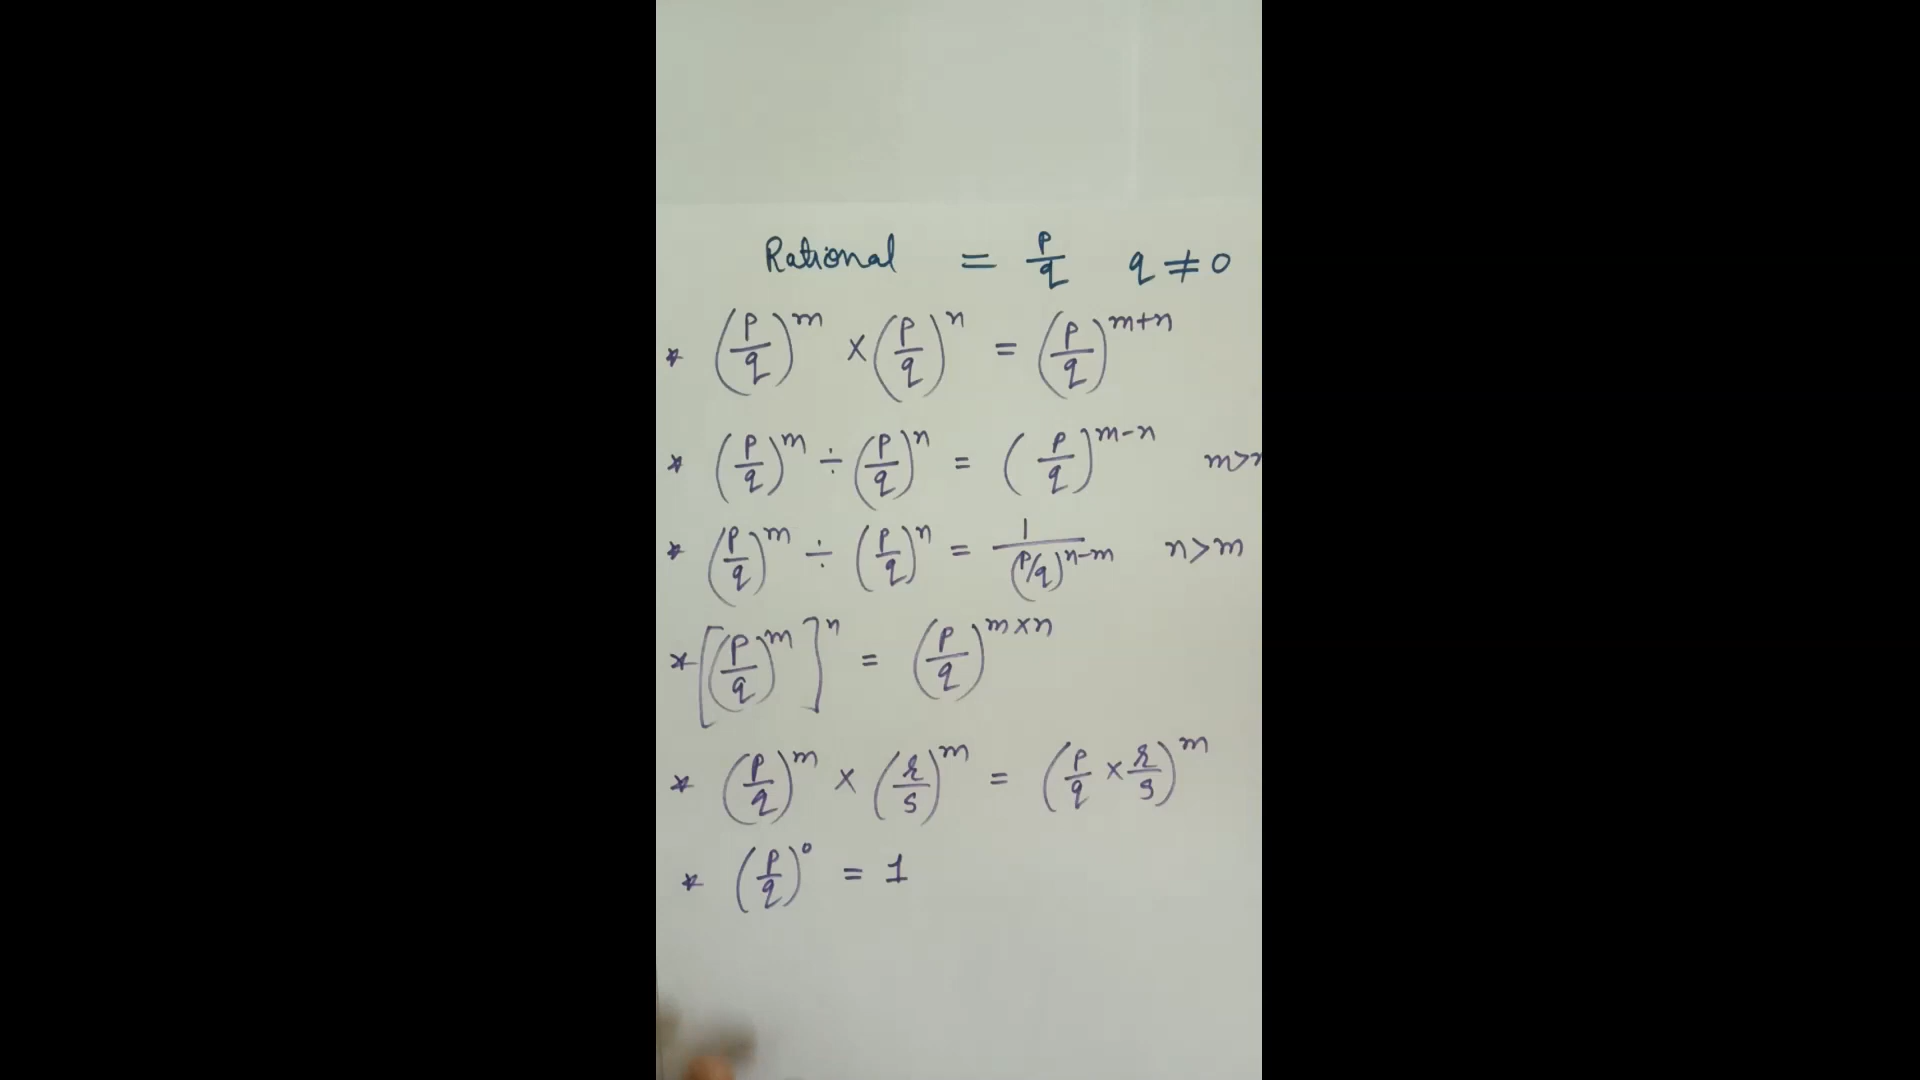 Rational = p/q q ≠ 0
* (p/q)^m × (p/q)^n = (p/q)^m+n
* (p/q)^m ÷ (p/q)^n = (p/q)^m-n m>
* (p/q)^m ÷ (p/q)^n = 1/(p/q)^n-m n>m
* [(p/q)^m]^n = (p/q)^m×n
* (p/q)^m × (r/s)^m = (p/q × r/s)^m
* (p/q)^0 = 1